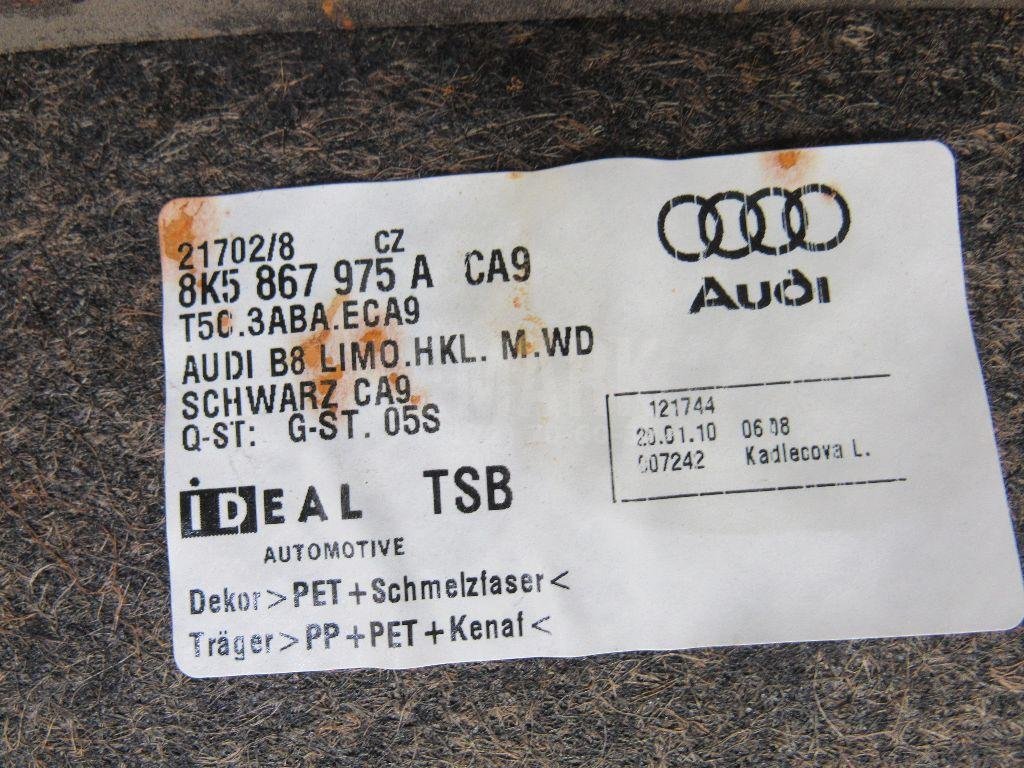 21702/8 CZ
8K5 867 975 A CA9
T50.3ABA.ECA9
AUDI B8 LIMO.HKL. M.WD
SCHWARZ CA9
Q-ST: G-ST. 05S
AUDI
121744
20.01.10 06 08
007242 Kadlecova L.
iDEAL TSB
AUTOMOTIVE
Dekor>PET+Schmelzfaser<
Träger>PP+PET+Kenaf<